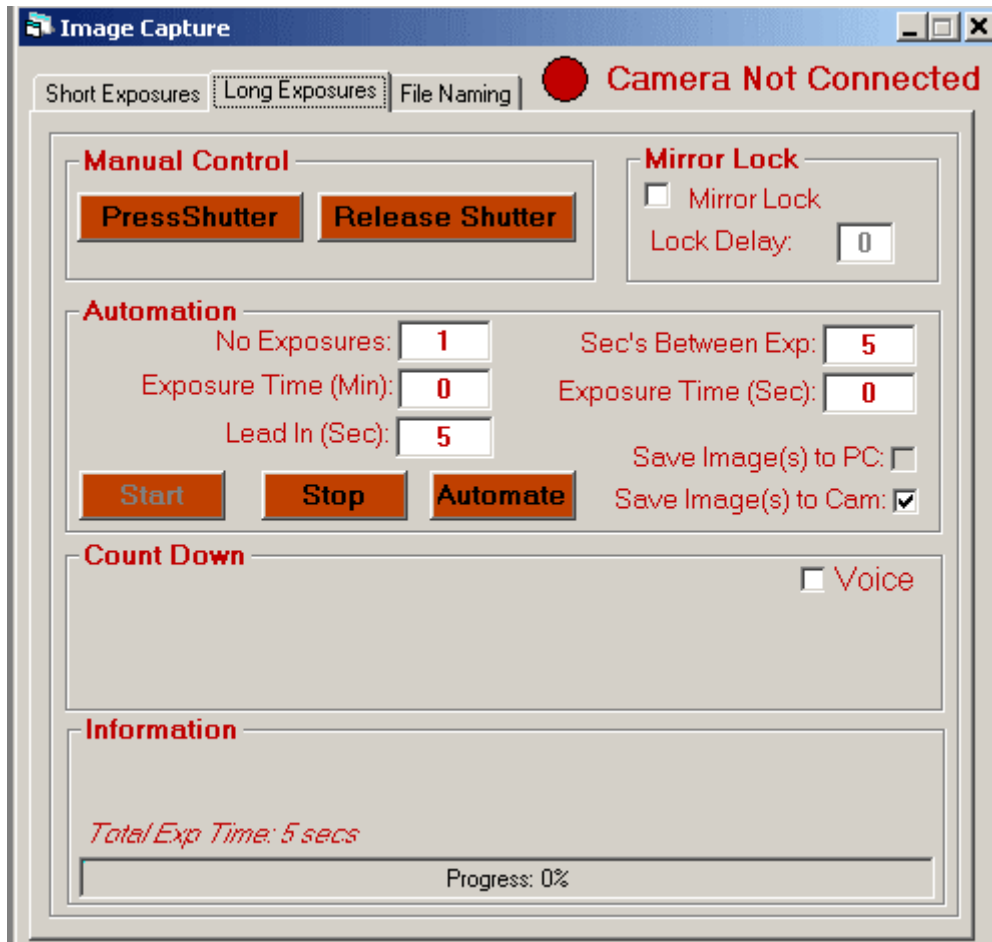 Image Capture
Short Exposures Long Exposures File Naming Camera Not Connected
Manual Control
PressShutter Release Shutter
Mirror Lock
Mirror Lock
Lock Delay: 0
Automation
No Exposures: 1 Sec's Between Exp: 5
Exposure Time (Min): 0 Exposure Time (Sec): 0
Lead In (Sec): 5
Save Image(s) to PC:
Start Stop Automate Save Image(s) to Cam:
Count Down
Voice
Information
Total Exp Time: 5 secs
Progress: 0%